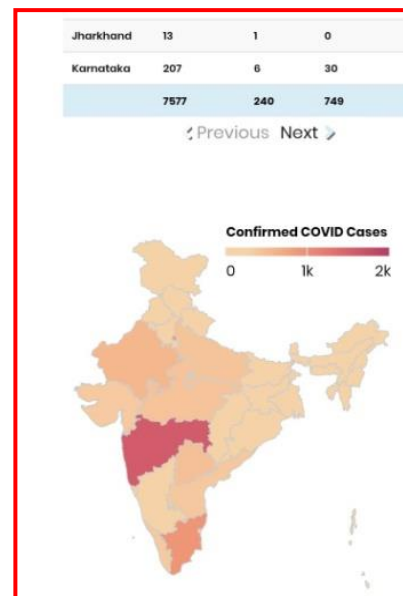 Jharkhand 13 1 0
Karnataka 207 6 30
7577 240 749
Previous Next
Confirmed COVID Cases
0 1k 2k